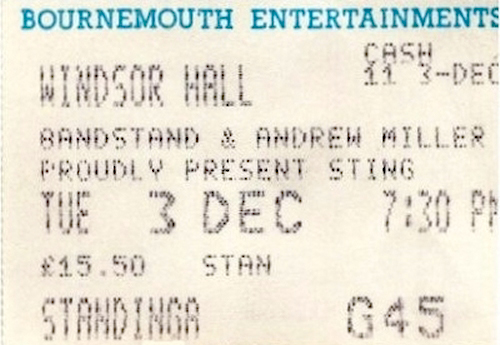 BOURNEMOUTH ENTERTAINMENTS
CASH
11 3-DEC
WINDSOR HALL
BANDSTAND & ANDREW MILLER
PROUDLY PRESENT STING
TUE 3 DEC 7:30 PM
£15.50 STAN
STANDINGA G45